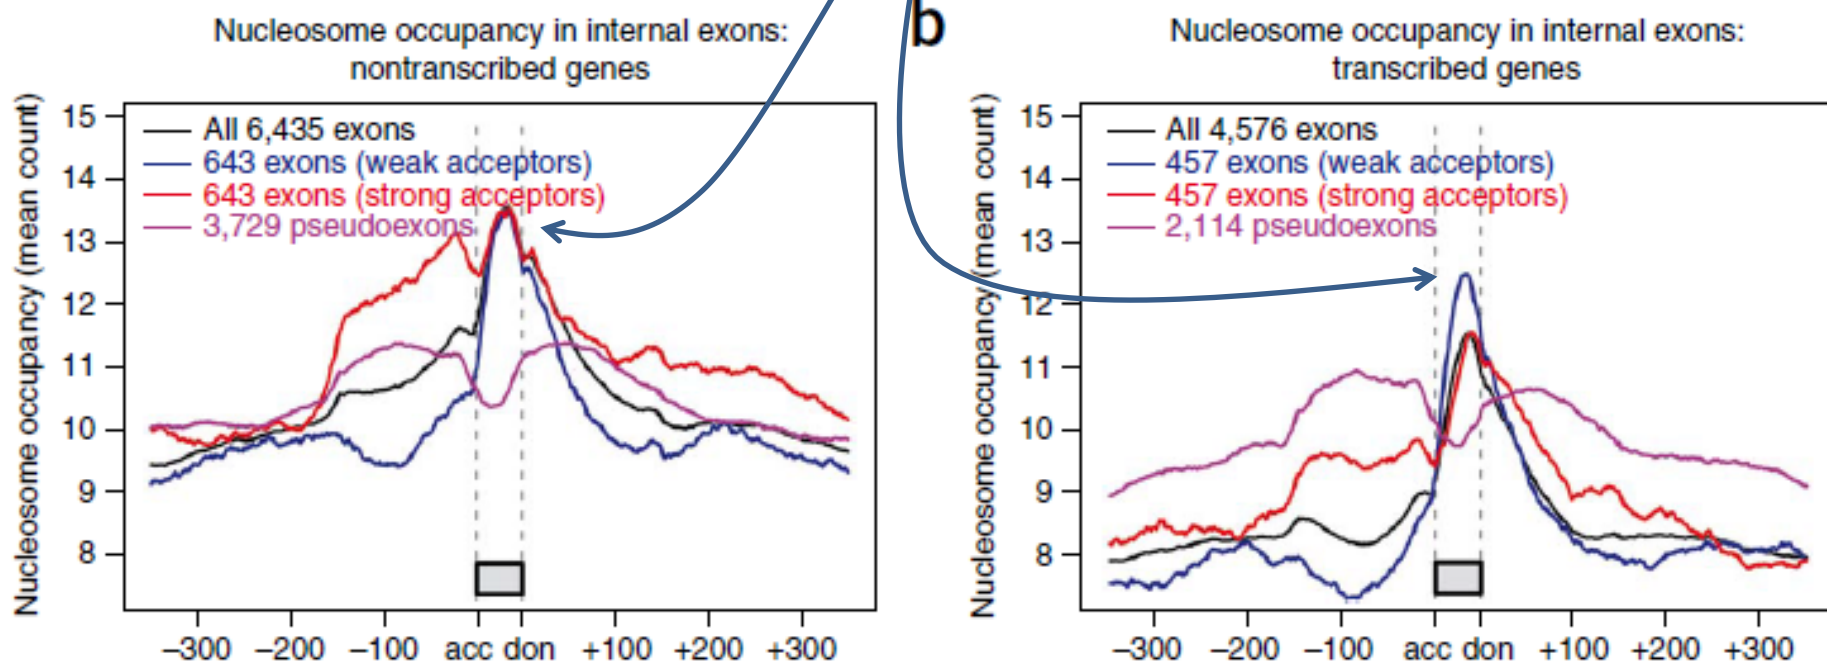 Nucleosome occupancy in internal exons:
nontranscribed genes
Nucleosome occupancy (mean count)
15
14
13
12
11
10
9
8
All 6,435 exons
643 exons (weak acceptors)
643 exons (strong acceptors)
3,729 pseudoexons
–300 –200 –100 acc don +100 +200 +300
b
Nucleosome occupancy in internal exons:
transcribed genes
Nucleosome occupancy (mean count)
15
14
13
12
11
10
9
8
All 4,576 exons
457 exons (weak acceptors)
457 exons (strong acceptors)
2,114 pseudoexons
–300 –200 –100 acc don +100 +200 +300